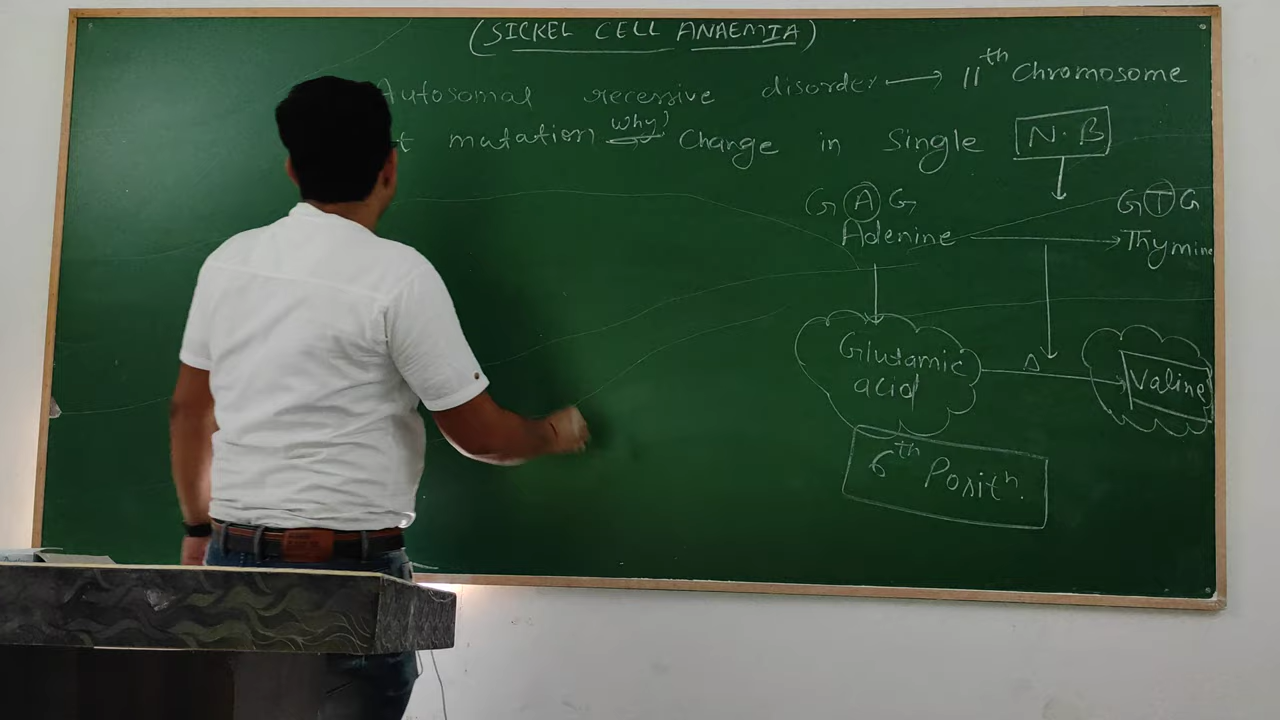 (SICKEL CELL ANAEMIA)
Autosomal recessive disorder → 11th Chromosome
t mutation Why? Change in Single N.B
G A G
G T G
Adenine → Thymine
Glutamic acid → Valine
6th Positn.